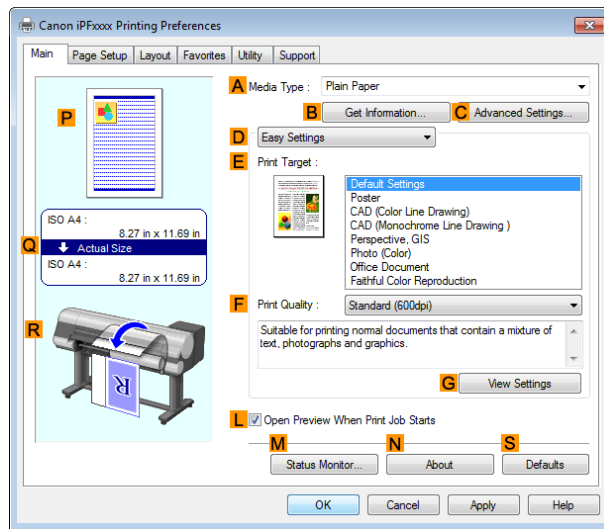 Canon iPFxxxx Printing Preferences
Main Page Setup Layout Favorites Utility Support
P
ISO A4 :
8.27 in x 11.69 in
Q Actual Size
ISO A4 :
8.27 in x 11.69 in
R
R
A Media Type : Plain Paper
B Get Information... C Advanced Settings...
D Easy Settings
E Print Target :
Default Settings
Poster
CAD (Color Line Drawing)
CAD (Monochrome Line Drawing )
Perspective, GIS
Photo (Color)
Office Document
Faithful Color Reproduction
F Print Quality : Standard (600dpi)
Suitable for printing normal documents that contain a mixture of
text, photographs and graphics.
G View Settings
L Open Preview When Print Job Starts
M N S
Status Monitor... About Defaults
OK Cancel Apply Help